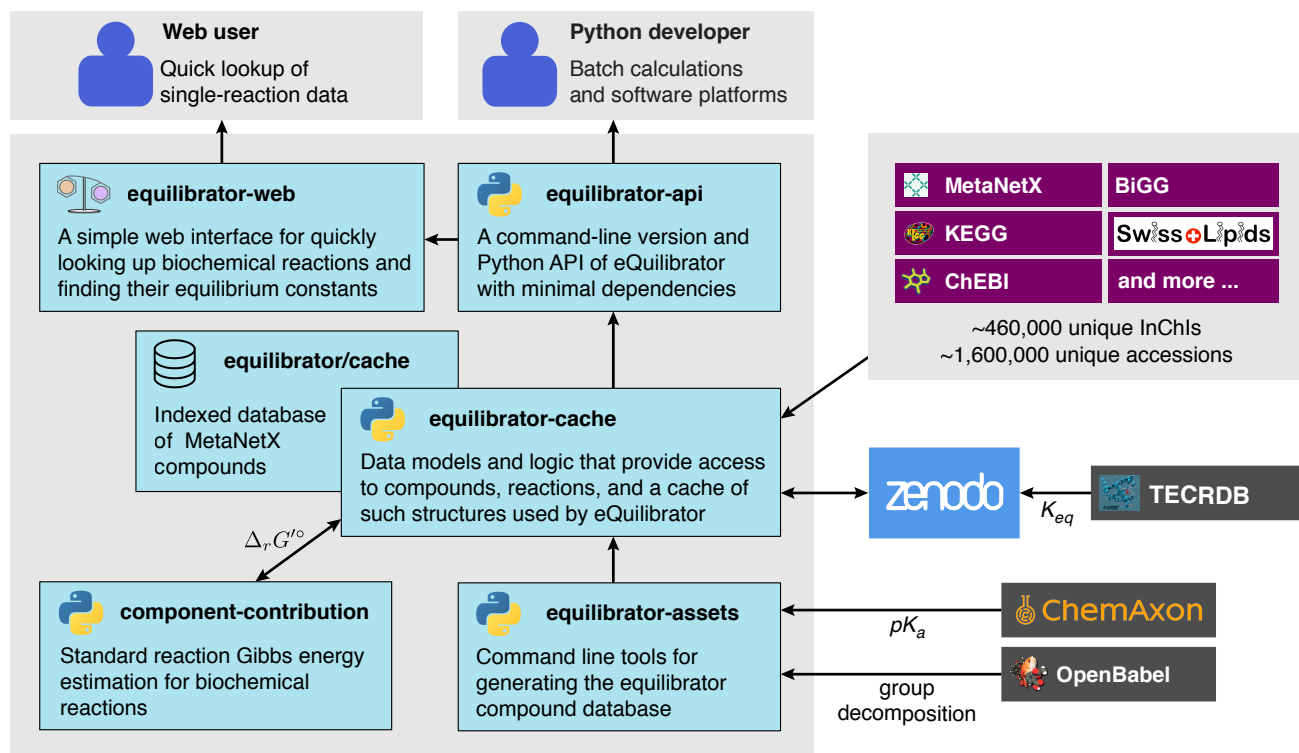 Web user
Quick lookup of
single-reaction data
Python developer
Batch calculations
and software platforms
equilibrator-web
A simple web interface for quickly
looking up biochemical reactions and
finding their equilibrium constants
equilibrator-api
A command-line version and
Python API of eQuilibrator
with minimal dependencies
MetaNetX
BiGG
KEGG
SwissLipids
ChEBI
and more ...
~460,000 unique InChIs
~1,600,000 unique accessions
equilibrator/cache
Indexed database
of MetaNetX
compounds
equilibrator-cache
Data models and logic that provide access
to compounds, reactions, and a cache of
such structures used by eQuilibrator
zenodo
K_eq
TECRDB
Δ_r G′°
component-contribution
Standard reaction Gibbs energy
estimation for biochemical
reactions
equilibrator-assets
Command line tools for
generating the equilibrator
compound database
pK_a
ChemAxon
group
decomposition
OpenBabel